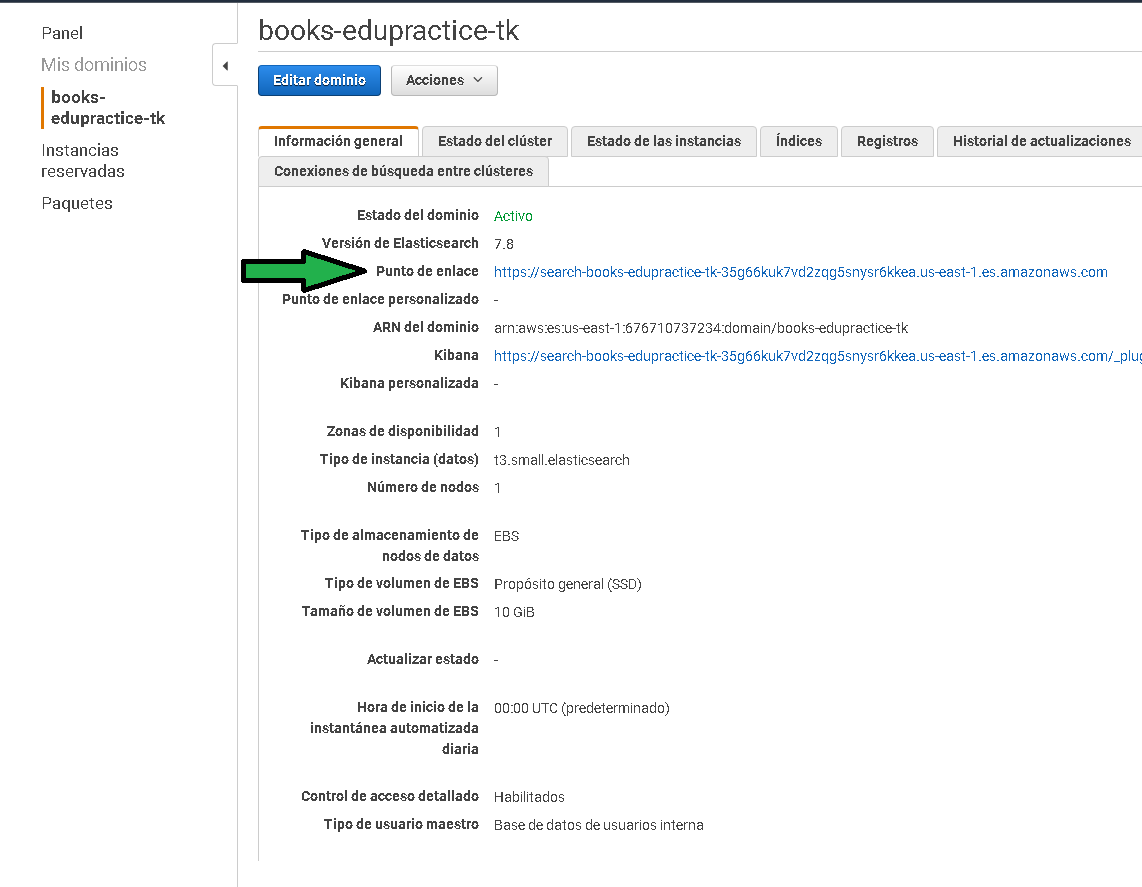 Panel
Mis dominios
books-
edupractice-tk
Instancias
reservadas
Paquetes
books-edupractice-tk
Editar dominio Acciones
Información general Estado del clúster Estado de las instancias Índices Registros Historial de actualizaciones
Conexiones de búsqueda entre clústeres
Estado del dominio Activo
Versión de Elasticsearch 7.8
Punto de enlace https://search-books-edupractice-tk-35g66kuk7vd2zqg5snysr6kkea.us-east-1.es.amazonaws.com
Punto de enlace personalizado -
ARN del dominio arn:aws:es:us-east-1:676710737234:domain/books-edupractice-tk
Kibana https://search-books-edupractice-tk-35g66kuk7vd2zqg5snysr6kkea.us-east-1.es.amazonaws.com/_plug
Kibana personalizada -
Zonas de disponibilidad 1
Tipo de instancia (datos) t3.small.elasticsearch
Número de nodos 1
Tipo de almacenamiento de EBS
nodos de datos
Tipo de volumen de EBS Propósito general (SSD)
Tamaño de volumen de EBS 10 GiB
Actualizar estado -
Hora de inicio de la 00:00 UTC (predeterminado)
instantánea automatizada
diaria
Control de acceso detallado Habilitados
Tipo de usuario maestro Base de datos de usuarios interna